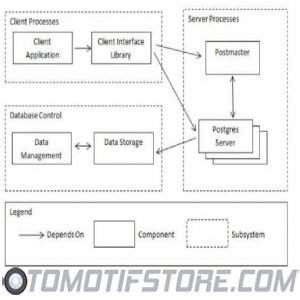 Client Processes
Client
Application
Client Interface
Library
Server Processes
Postmaster
Postgres
Server
Database Control
Data
Management
Data Storage
Legend
Depends On
Component
Subsystem
OTOMOTIFSTORE.COM